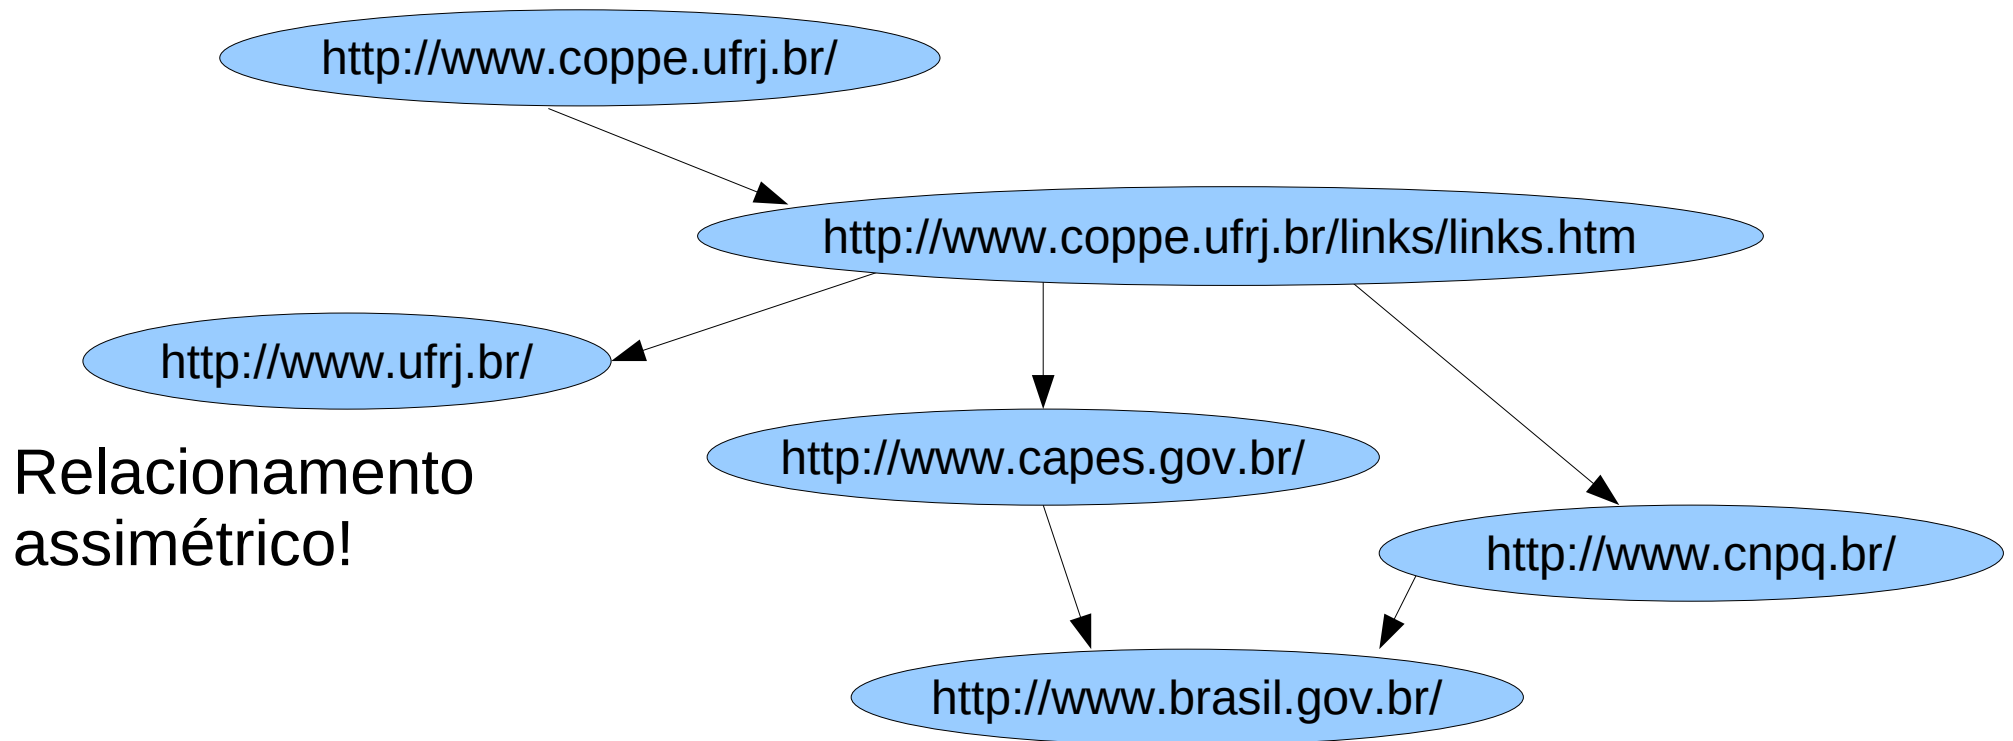 http://www.coppe.ufrj.br/
http://www.coppe.ufrj.br/links/links.htm
http://www.ufrj.br/
http://www.capes.gov.br/
Relacionamento
assimétrico!
http://www.cnpq.br/
http://www.brasil.gov.br/